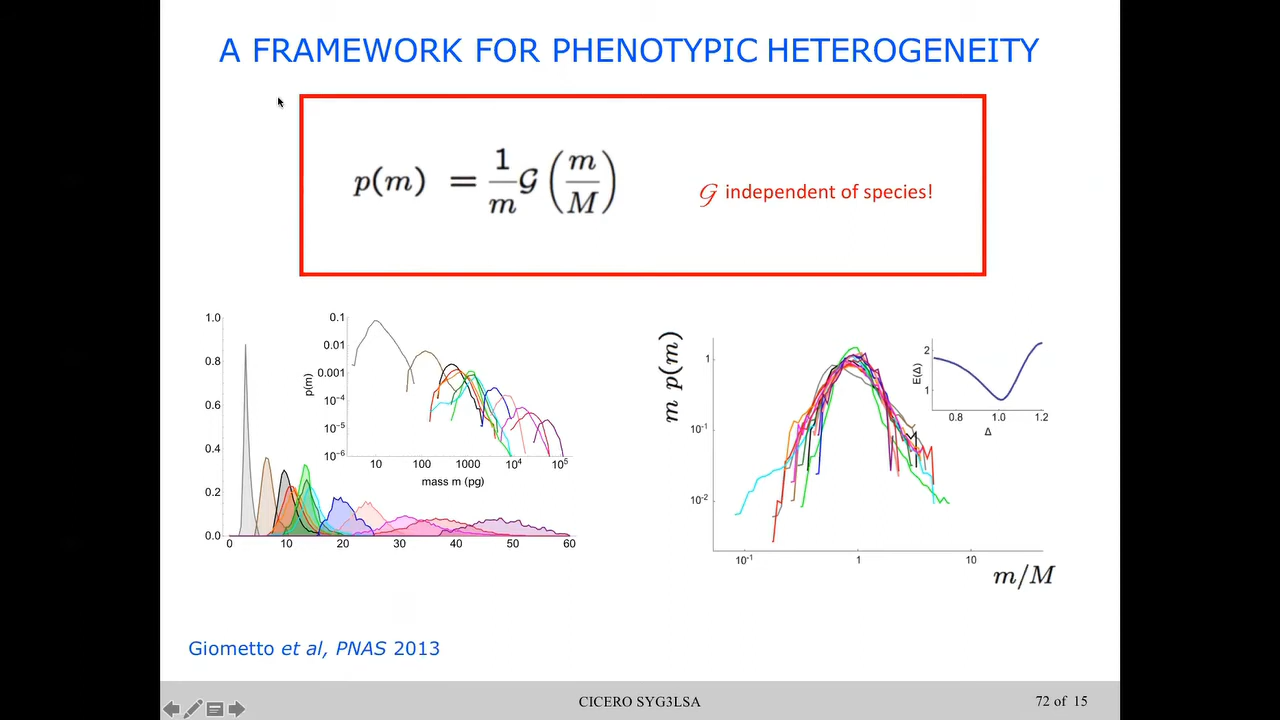 A FRAMEWORK FOR PHENOTYPIC HETEROGENEITY
p(m) = 1/m 𝒢 (m/M)
𝒢 independent of species!
1.0
0.8
0.6
0.4
0.2
0.0
0 10 20 30 40 50 60
p(m)
0.1
0.01
0.001
10⁻⁴
10⁻⁵
10⁻⁶
10 100 1000 10⁴ 10⁵
mass m (pg)
m p(m)
1
10⁻¹
10⁻²
10⁻¹ 1 10
m/M
E(Δ)
2
1
0.8 1.0 1.2
Δ
Giometto et al, PNAS 2013
CICERO SYG3LSA
72 of 15